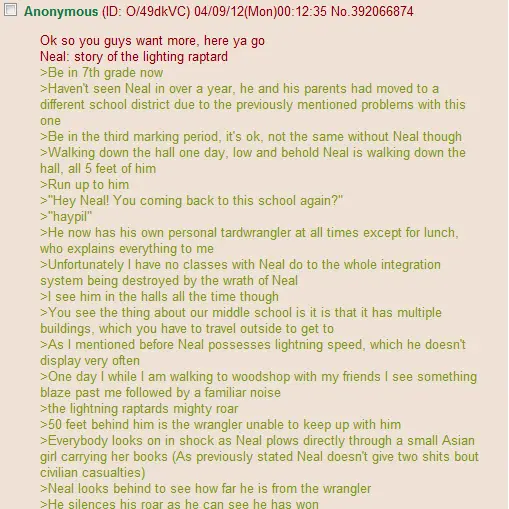 Anonymous (ID: O/49dkVC) 04/09/12(Mon)00:12:35 No.392066874
Ok so you guys want more, here ya go
Neal: story of the lighting raptard
>Be in 7th grade now
>Haven't seen Neal in over a year, he and his parents had moved to a
different school district due to the previously mentioned problems with this
one
>Be in the third marking period, it's ok, not the same without Neal though
>Walking down the hall one day, low and behold Neal is walking down the
hall, all 5 feet of him
>Run up to him
>"Hey Neal! You coming back to this school again?"
>"haypil"
>He now has his own personal tardwrangler at all times except for lunch,
who explains everything to me
>Unfortunately I have no classes with Neal do to the whole integration
system being destroyed by the wrath of Neal
>I see him in the halls all the time though
>You see the thing about our middle school is it is that it has multiple
buildings, which you have to travel outside to get to
>As I mentioned before Neal possesses lightning speed, which he doesn't
display very often
>One day I while I am walking to woodshop with my friends I see something
blaze past me followed by a familiar noise
>the lightning raptards mighty roar
>50 feet behind him is the wrangler unable to keep up with him
>Everybody looks on in shock as Neal plows directly through a small Asian
girl carrying her books (As previously stated Neal doesn't give two shits bout
civilian casualties)
>Neal looks behind to see how far he is from the wrangler
>He silences his roar as he can see he has won